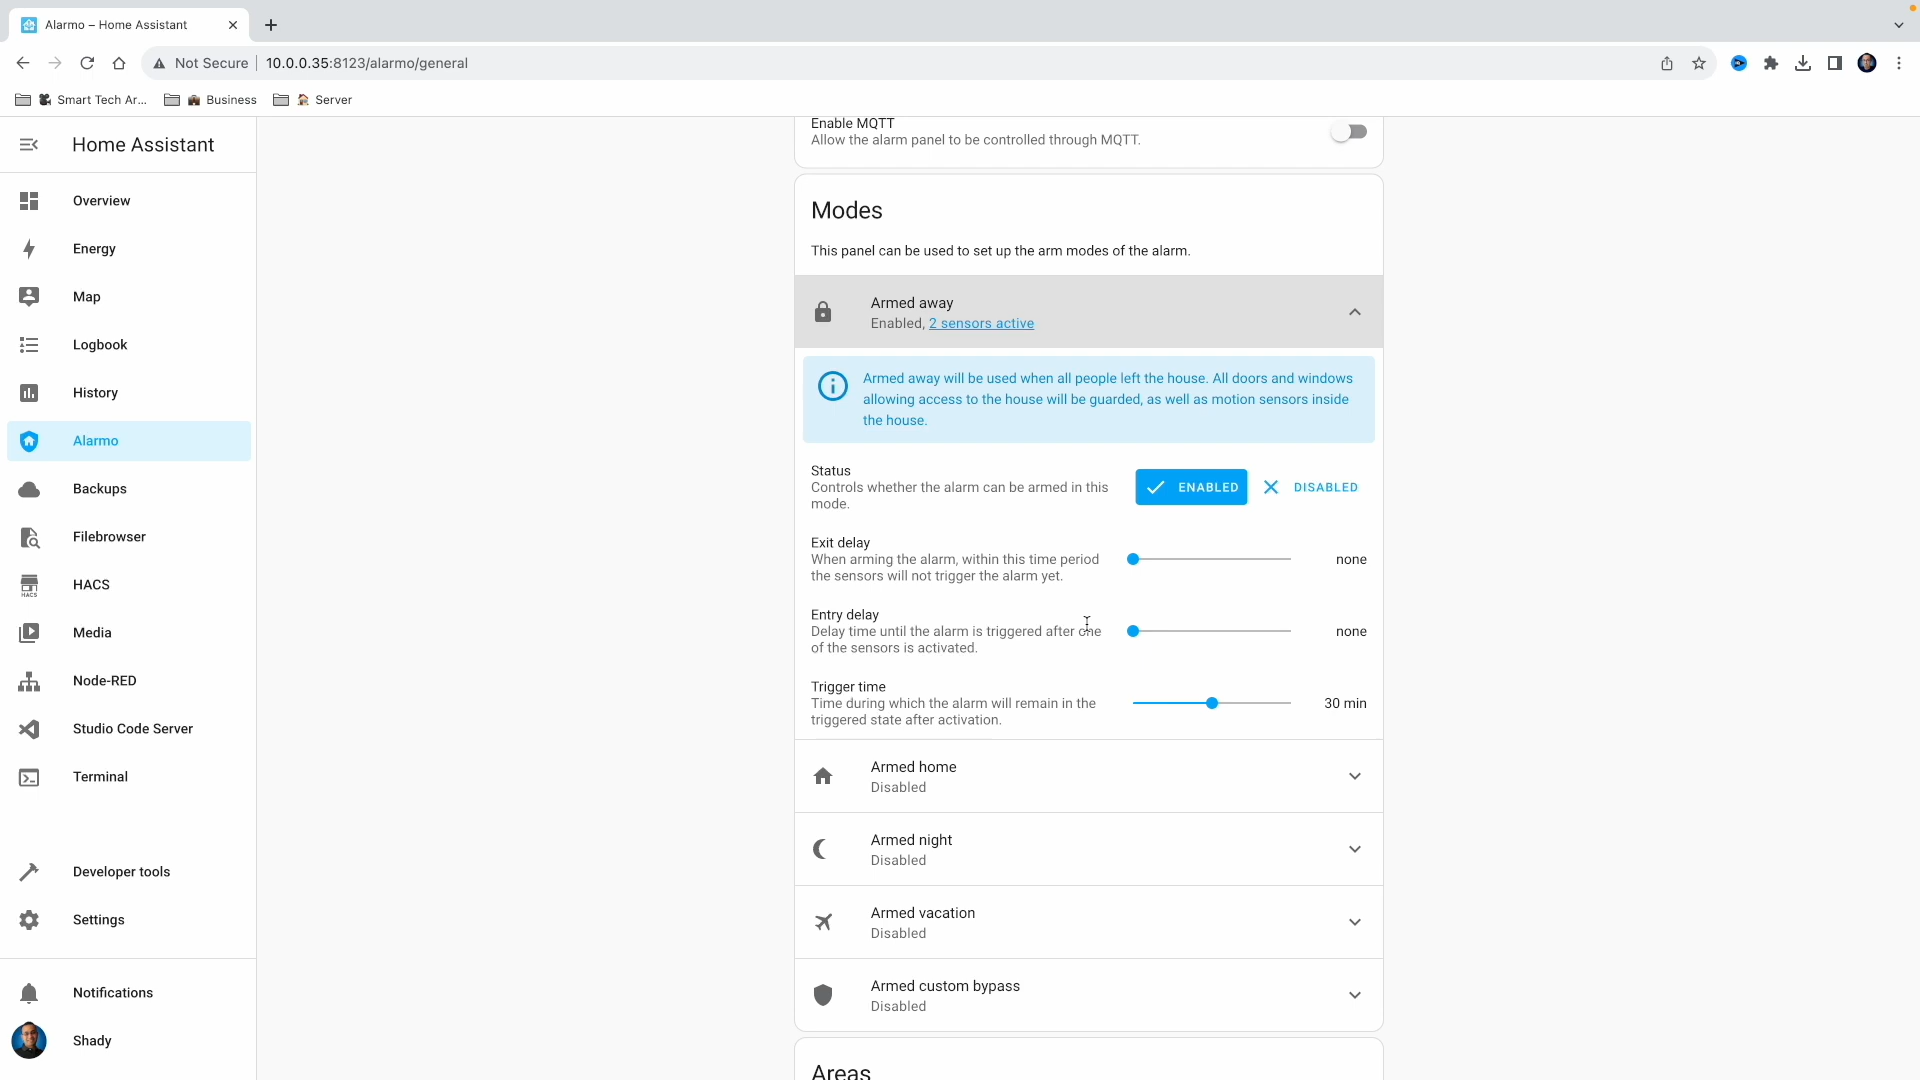 Alarmo – Home Assistant
Not Secure
10.0.0.35:8123/alarmo/general
Smart Tech Ar...
Business
Server
Home Assistant
Overview
Energy
Map
Logbook
History
Alarmo
Backups
Filebrowser
HACS
HACS
Media
Node-RED
Studio Code Server
Terminal
Developer tools
Settings
Notifications
Shady
Enable MQTT
Allow the alarm panel to be controlled through MQTT.
Modes
This panel can be used to set up the arm modes of the alarm.
Armed away
Enabled, 2 sensors active
Armed away will be used when all people left the house. All doors and windows
allowing access to the house will be guarded, as well as motion sensors inside
the house.
Status
Controls whether the alarm can be armed in this
mode.
ENABLED
DISABLED
Exit delay
When arming the alarm, within this time period
the sensors will not trigger the alarm yet.
none
Entry delay
Delay time until the alarm is triggered after one
of the sensors is activated.
none
Trigger time
Time during which the alarm will remain in the
triggered state after activation.
30 min
Armed home
Disabled
Armed night
Disabled
Armed vacation
Disabled
Armed custom bypass
Disabled
Areas